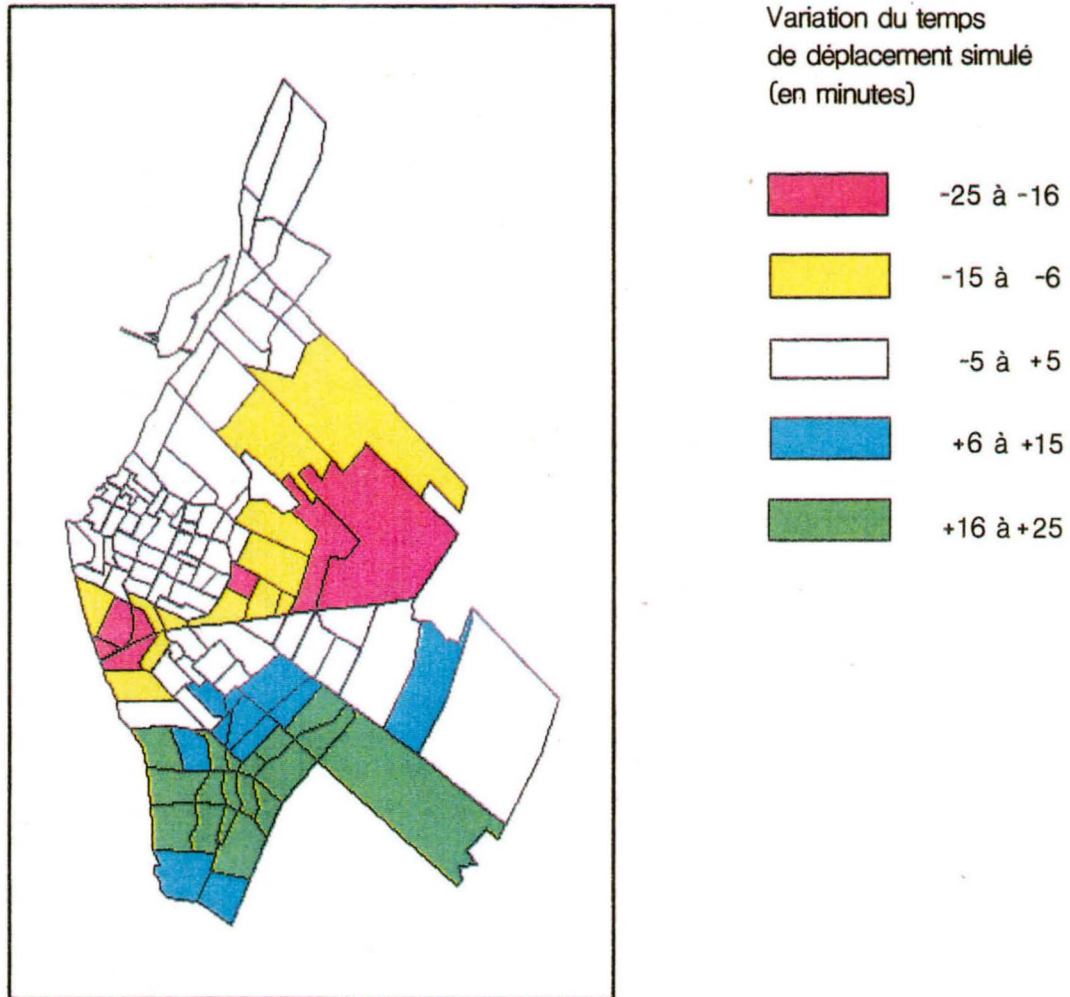 Variation du temps
de déplacement simulé
(en minutes)
-25 à -16
-15 à -6
-5 à +5
+6 à +15
+16 à +25